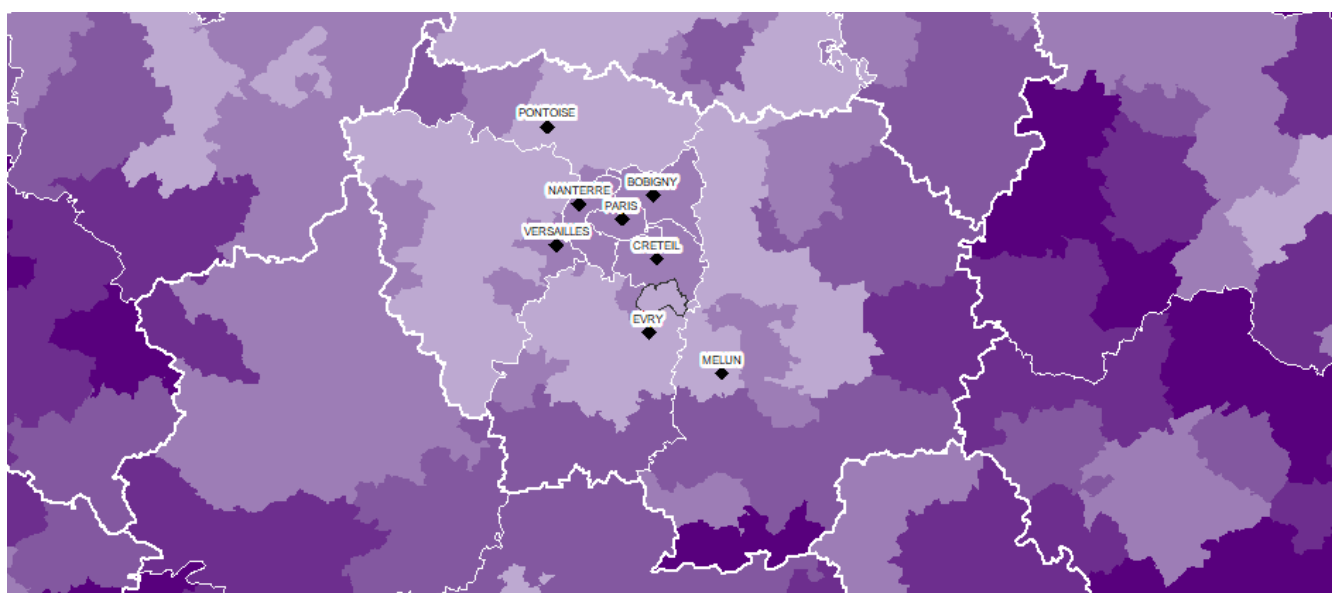 PONTOISE
BOBIGNY
NANTERRE
PARIS
VERSAILLES
CRETEIL
EVRY
MELUN